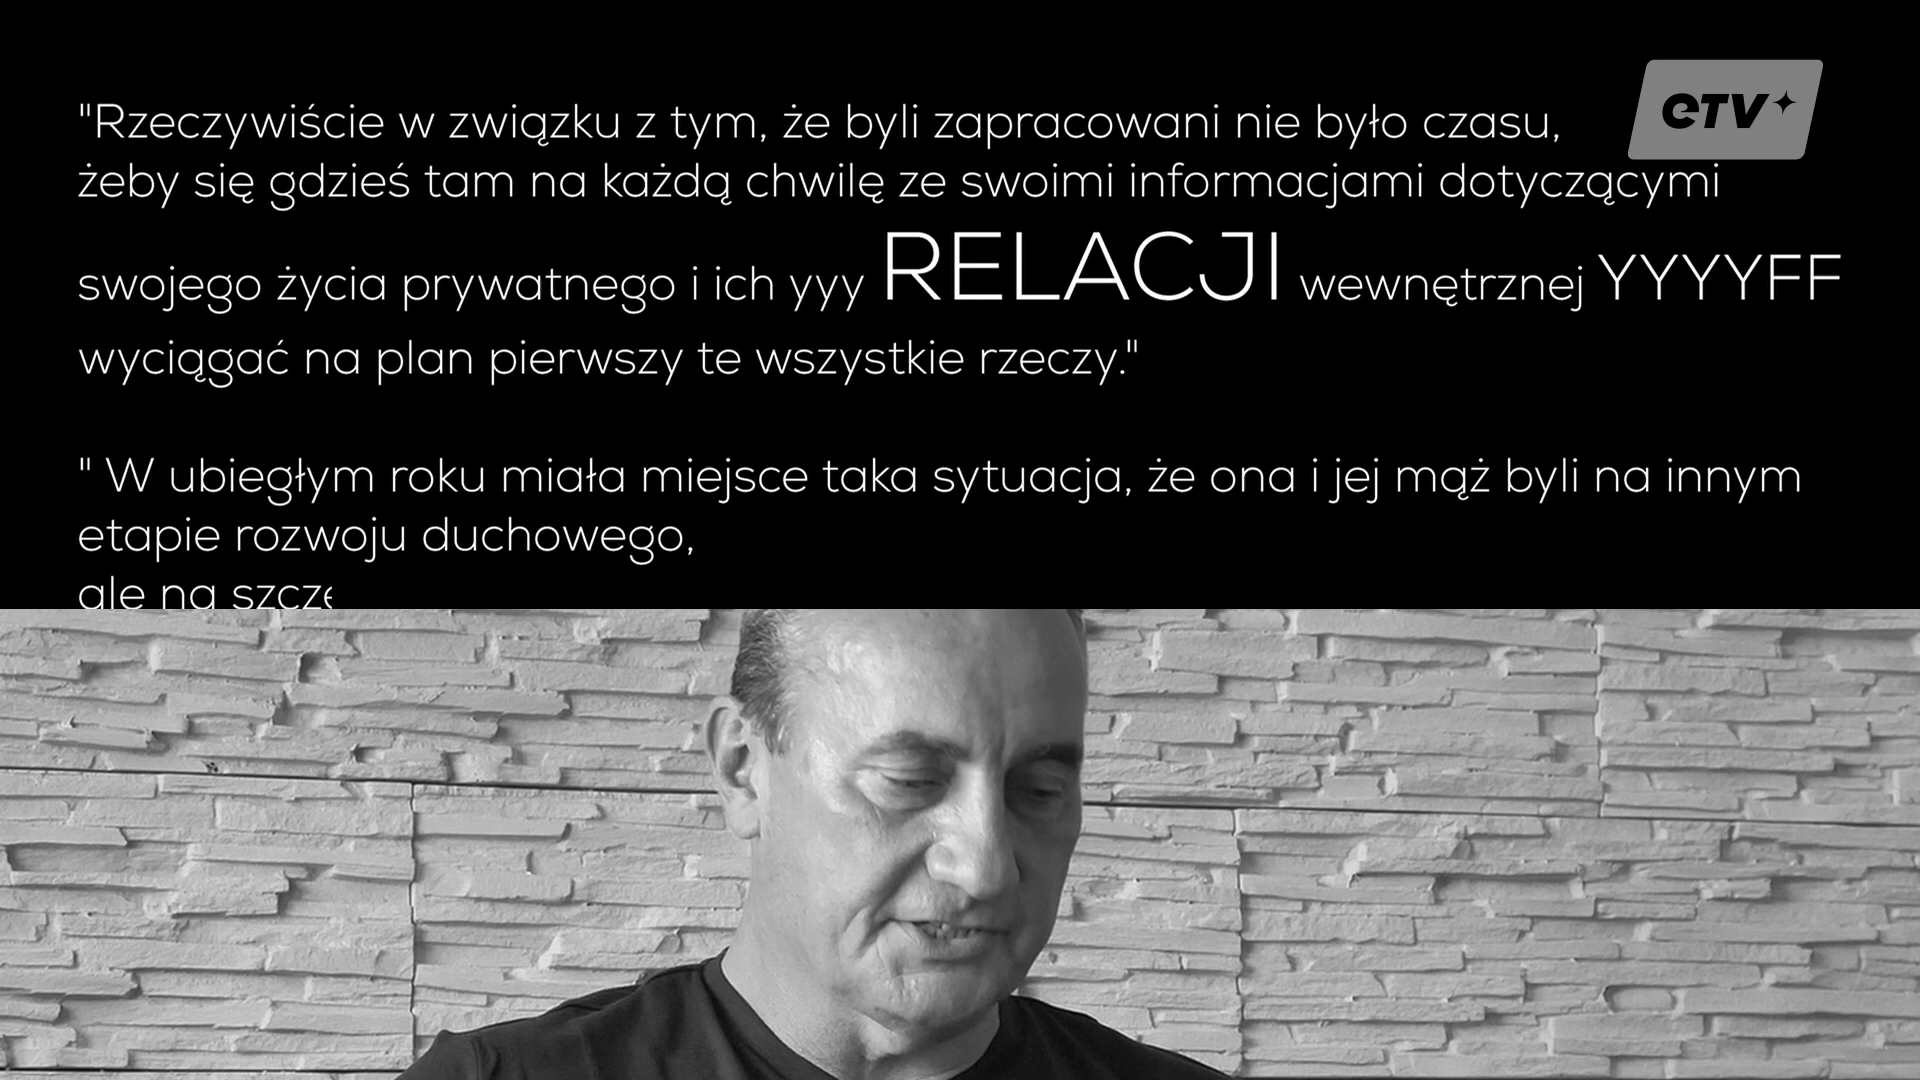 "Rzeczywiście w związku z tym, że byli zapracowani nie było czasu,
eTV
żeby się gdzieś tam na każdą chwilę ze swoimi informacjami dotyczącymi
swojego życia prywatnego i ich yyy RELACJI wewnętrznej YYYYFF
wyciągać na plan pierwszy te wszystkie rzeczy."
" W ubiegłym roku miała miejsce taka sytuacja, że ona i jej mąż byli na innym
etapie rozwoju duchowego,
ale na